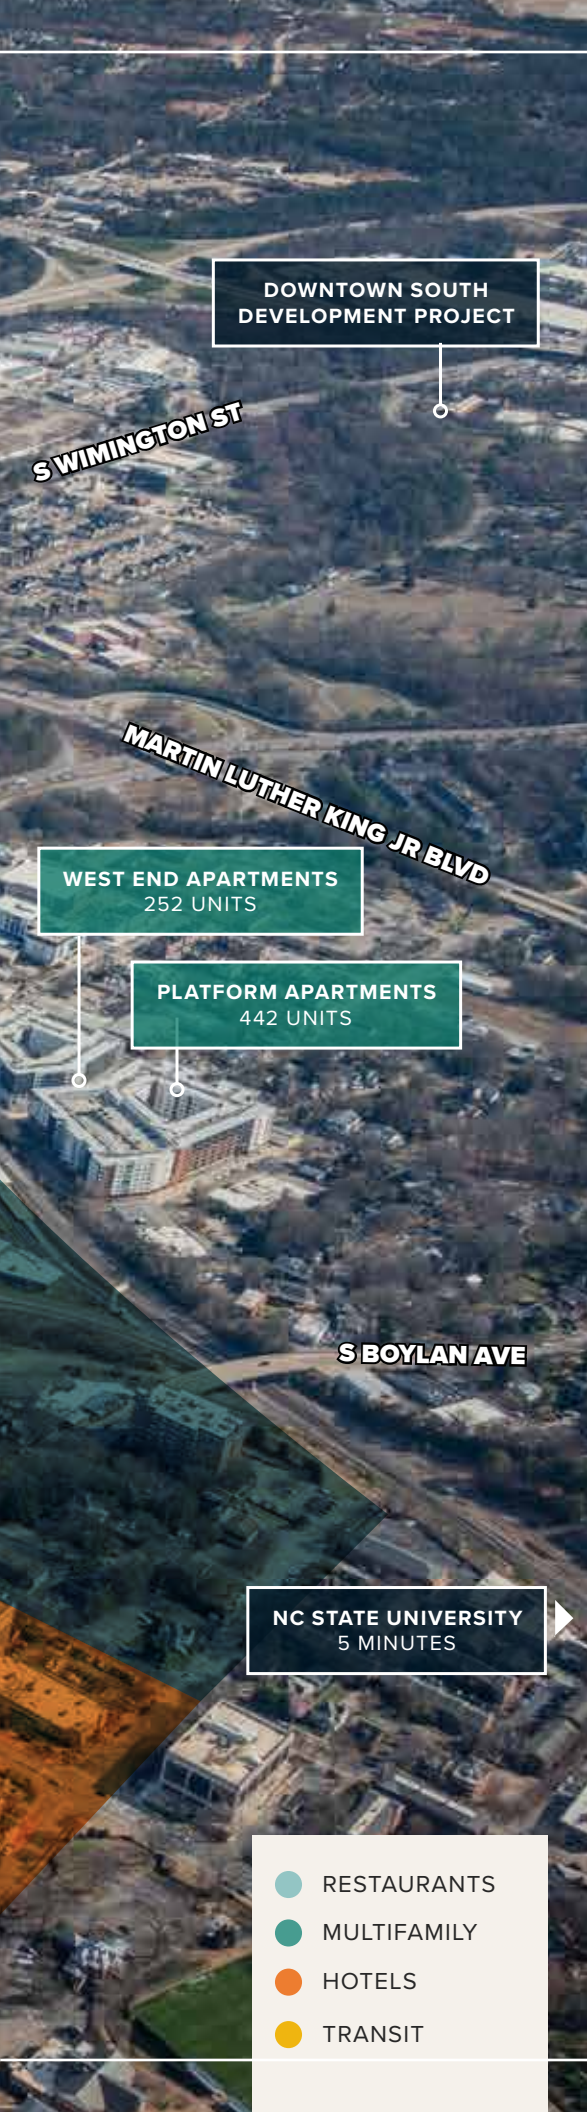 DOWNTOWN SOUTH
DEVELOPMENT PROJECT
S WIMINGTON ST
MARTIN LUTHER KING JR BLVD
WEST END APARTMENTS
252 UNITS
PLATFORM APARTMENTS
442 UNITS
S BOYLAN AVE
NC STATE UNIVERSITY
5 MINUTES
RESTAURANTS
MULTIFAMILY
HOTELS
TRANSIT